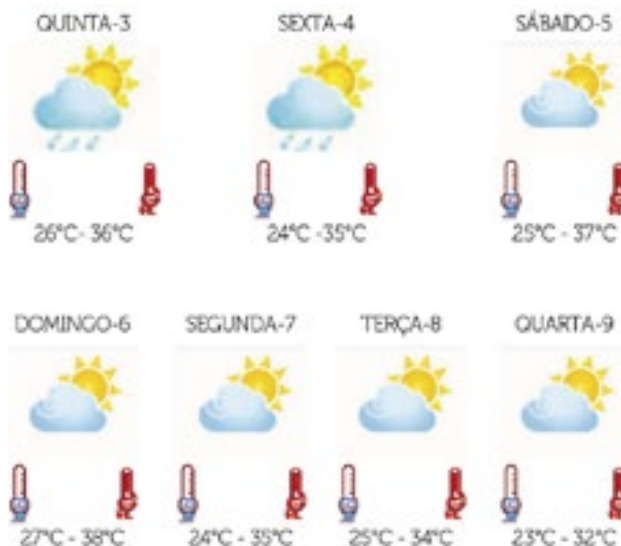 QUINTA-3 SEXTA-4 SÁBADO-5
26°C - 36°C 24°C -35°C 25°C - 37°C
DOMINGO-6 SEGUNDA-7 TERÇA-8 QUARTA-9
27°C - 38°C 24°C - 35°C 25°C - 34°C 23°C - 32°C